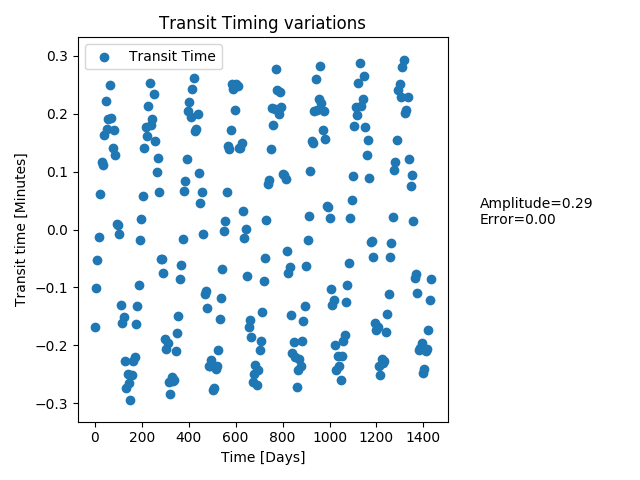 Transit Timing variations
Transit Time
Transit time [Minutes]
0.3
0.2
0.1
0.0
−0.1
−0.2
−0.3
0 200 400 600 800 1000 1200 1400
Time [Days]
Amplitude=0.29
Error=0.00